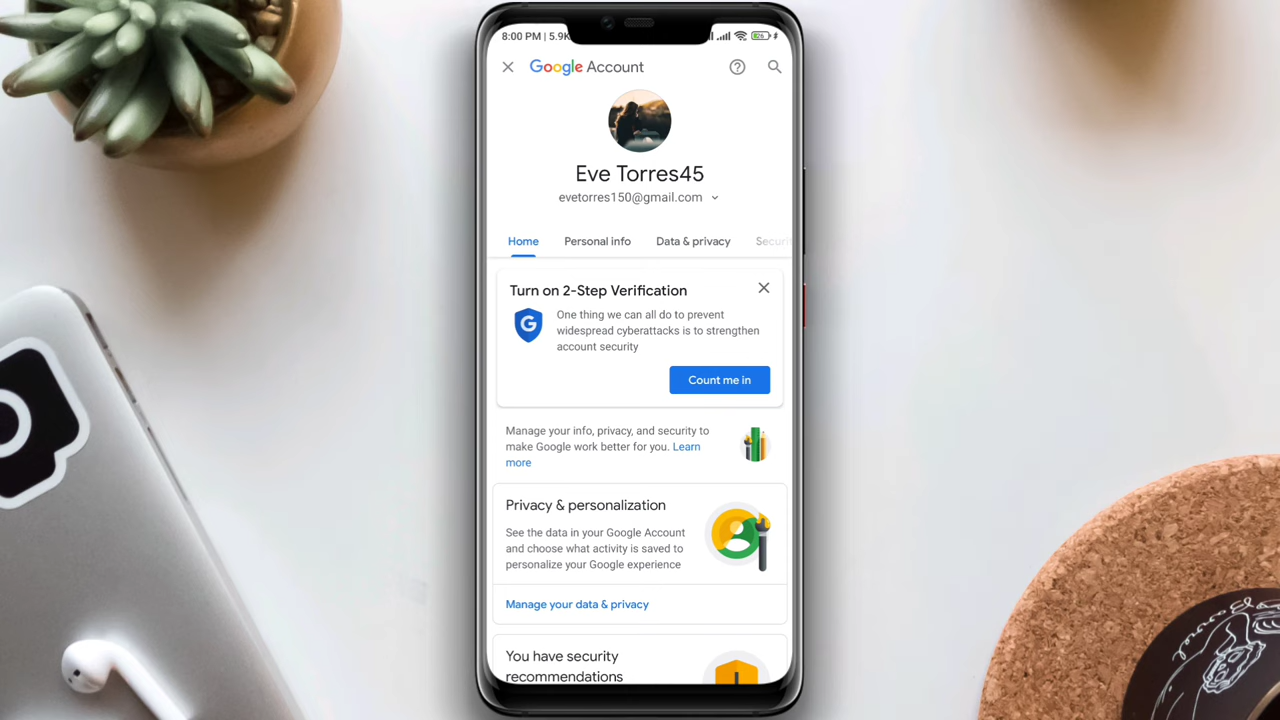 8:00 PM | 5.9K
26
Google Account
Eve Torres45
evetorres150@gmail.com
Home Personal info Data & privacy Securi
Turn on 2-Step Verification
G
One thing we can all do to prevent
widespread cyberattacks is to strengthen
account security
Count me in
Manage your info, privacy, and security to
make Google work better for you. Learn
more
Privacy & personalization
See the data in your Google Account
and choose what activity is saved to
personalize your Google experience
Manage your data & privacy
You have security
recommendations